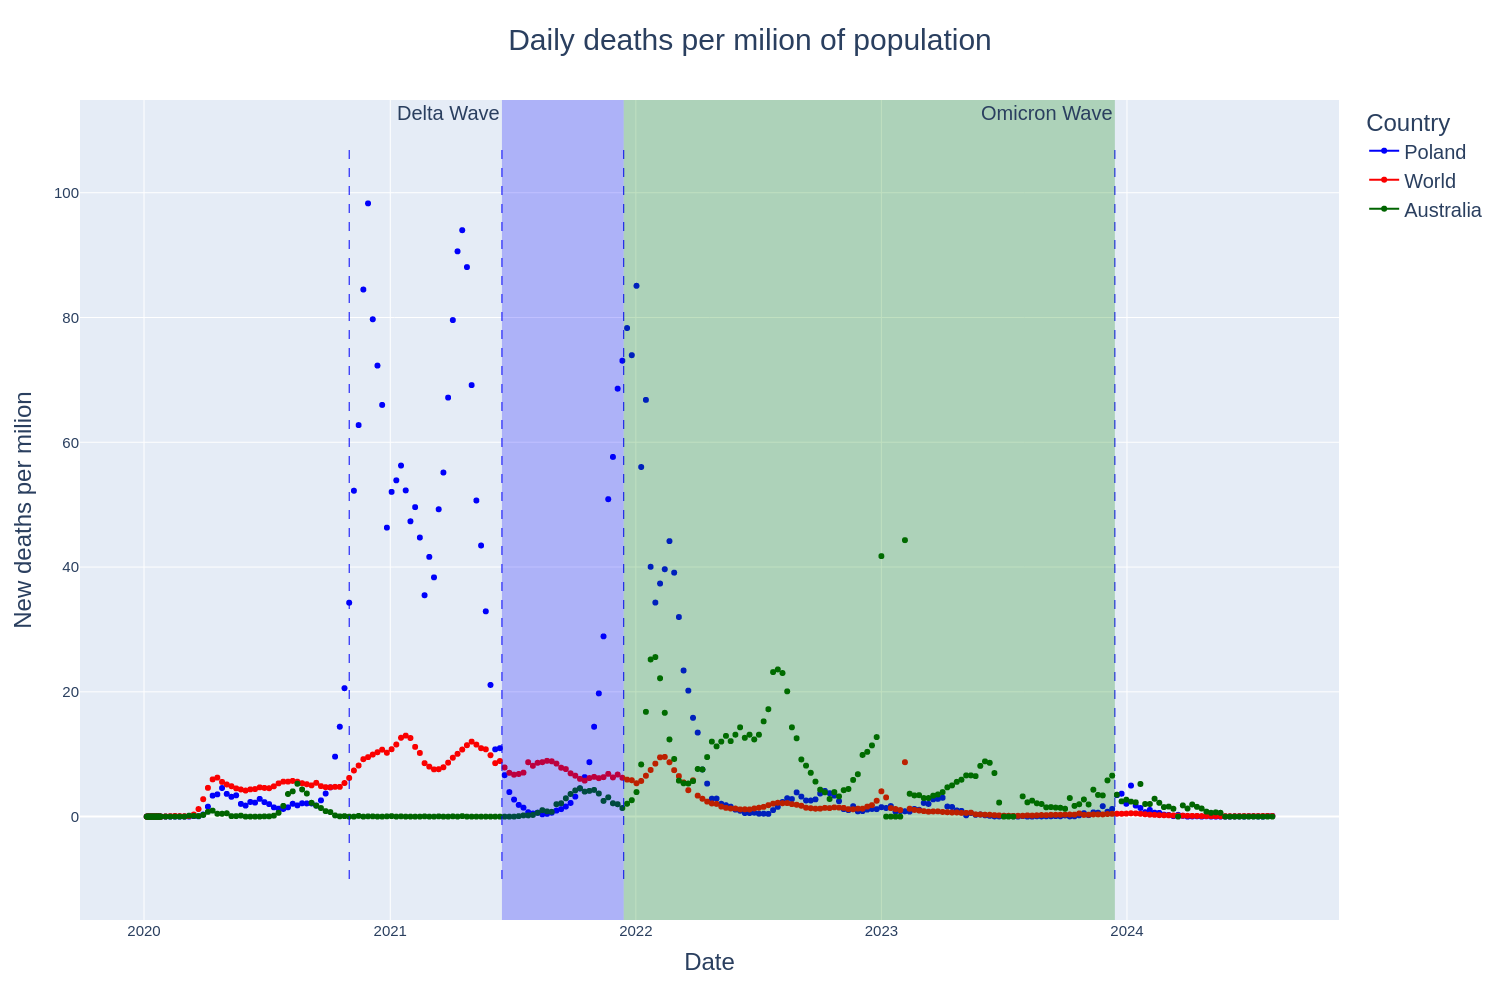 Daily deaths per milion of population
Delta Wave
Omicron Wave
Country
Poland
World
Australia
New deaths per milion
100
80
60
40
20
0
2020
2021
2022
2023
2024
Date